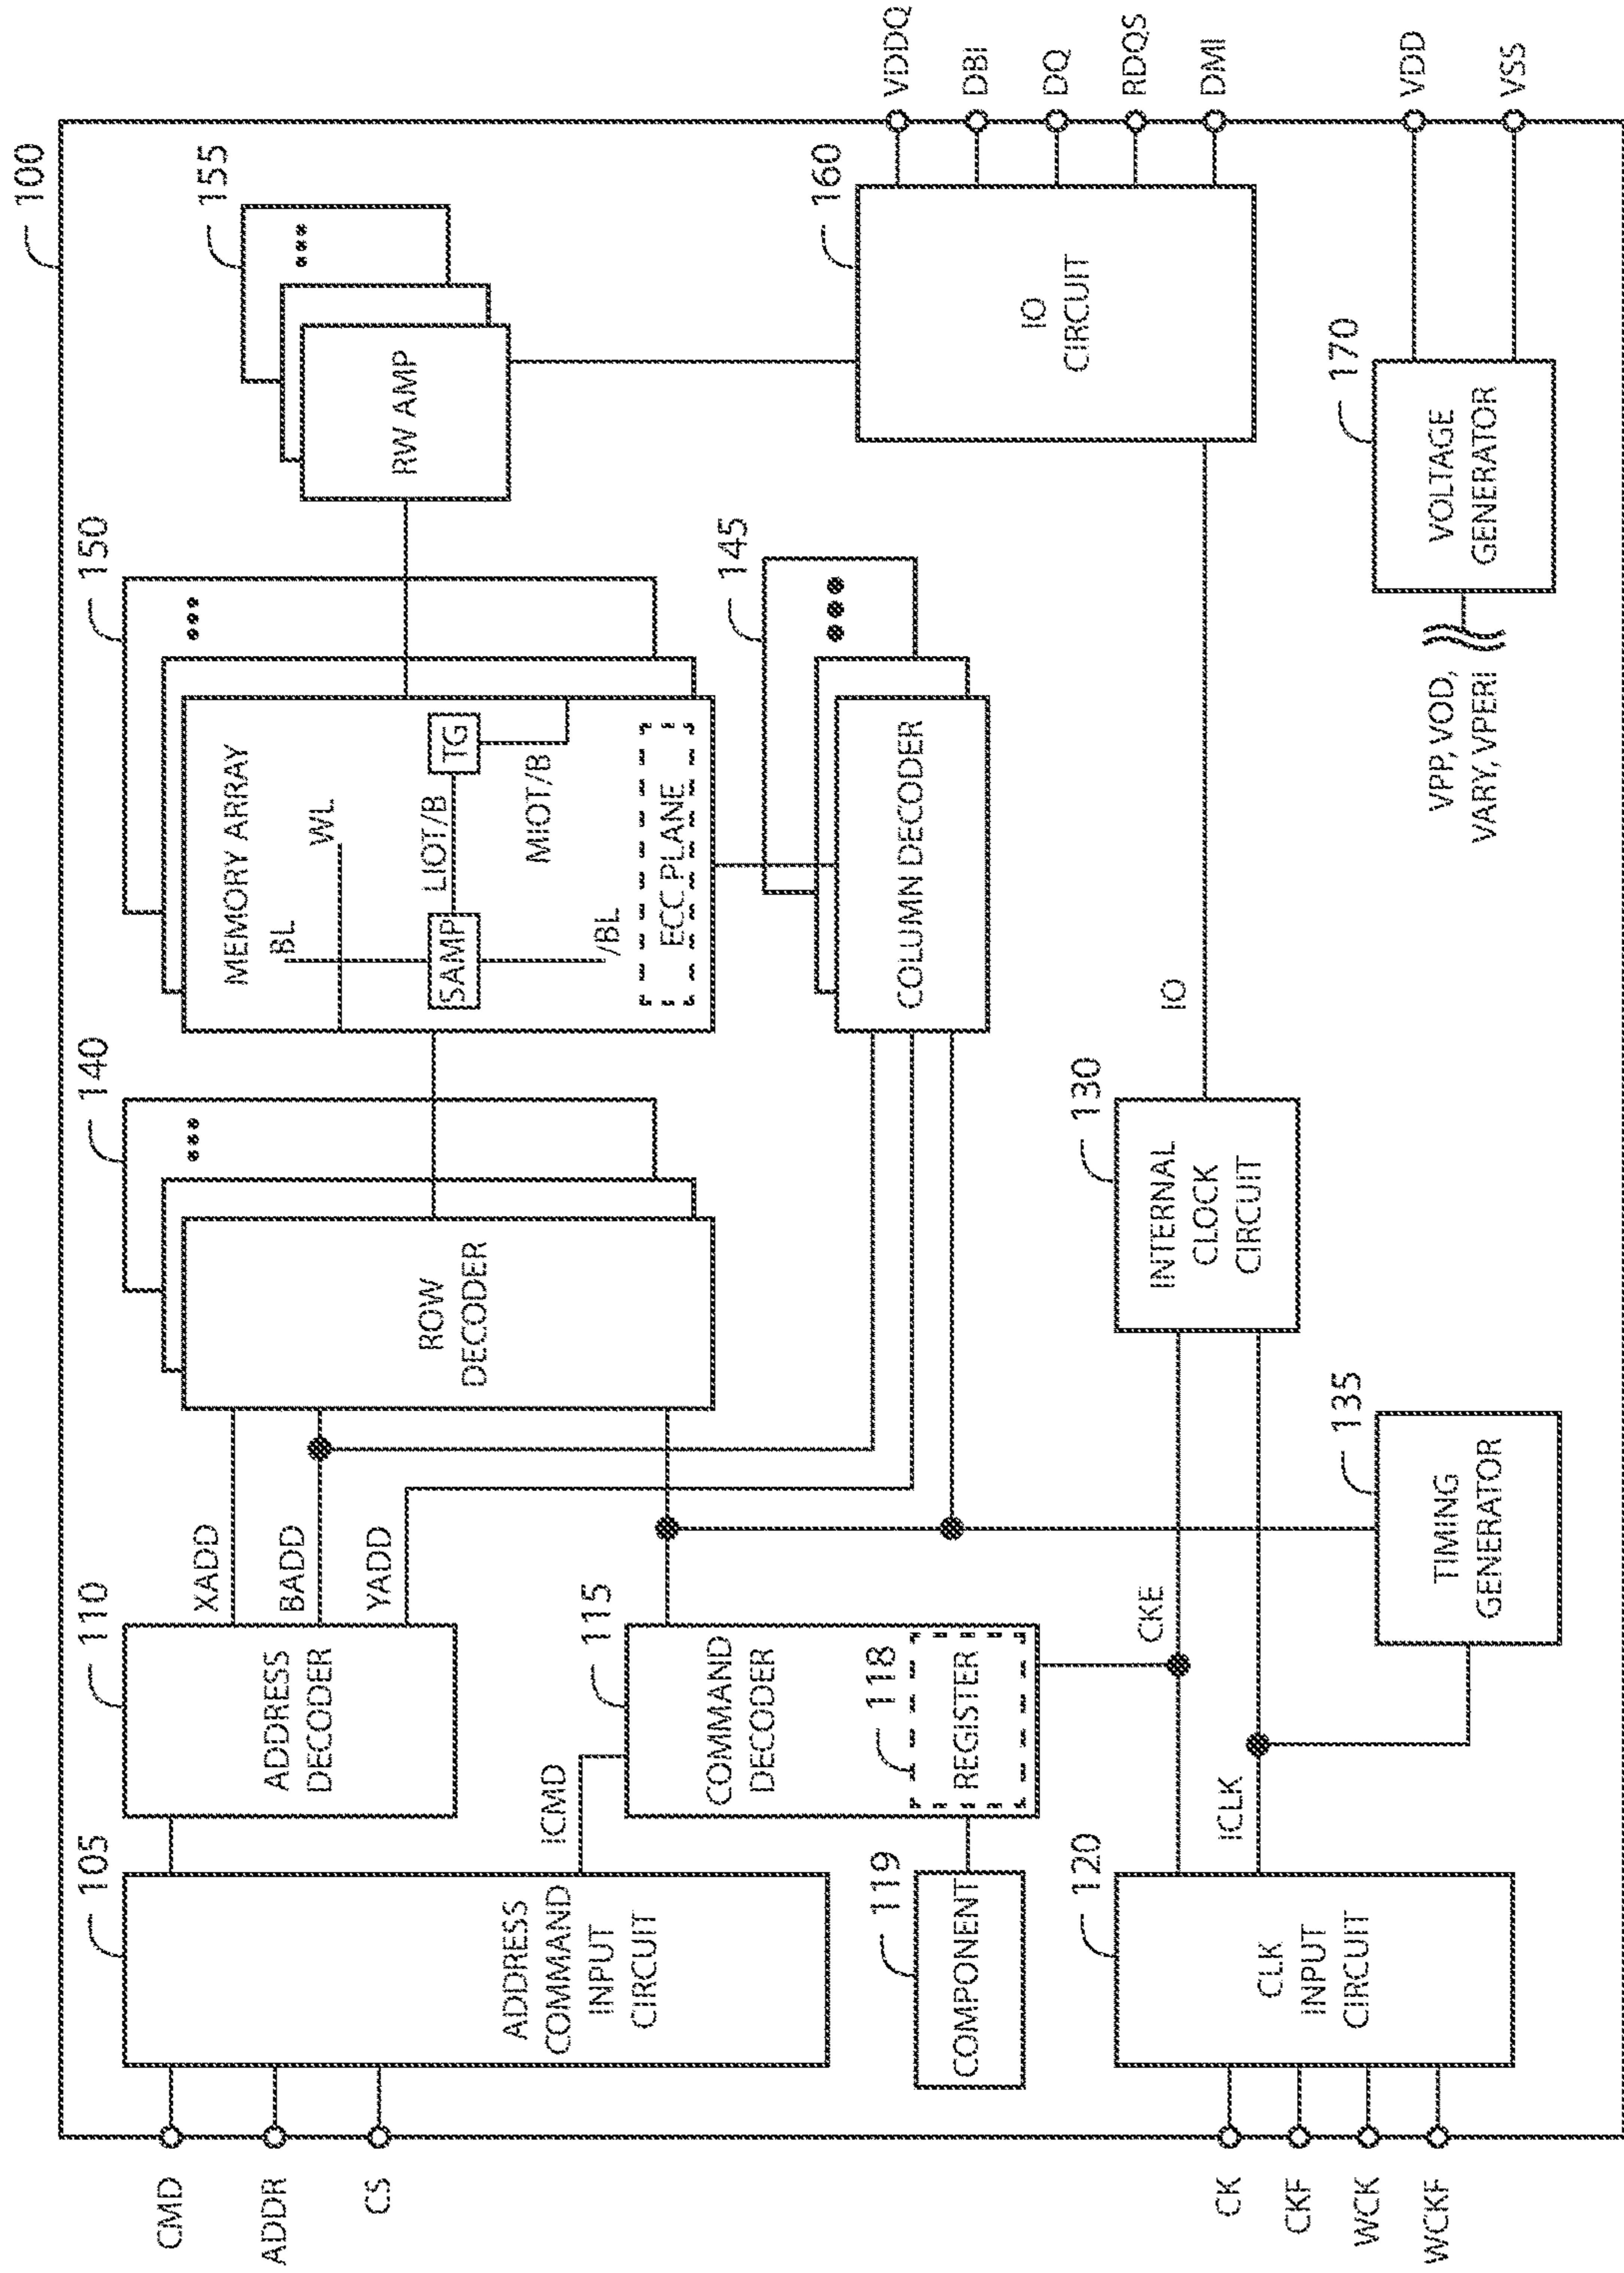 100
CMD
ADDR
CS
105
ADDRESS
COMMAND
INPUT
CIRCUIT
110
ADDRESS
DECODER
XADD
BADD
YADD
ICMD
115
COMMAND
DECODER
118
REGISTER
119
COMPONENT
140
ROW
DECODER
150
MEMORY ARRAY
BL
WL
SAMP
LIOT/B
TG
MIOT/B
/BL
ECC PLANE
155
RW AMP
145
COLUMN DECODER
160
IO
CIRCUIT
VDDQ
DBI
DQ
RDQS
DMI
CK
CKF
WCK
WCKF
120
CLK
INPUT
CIRCUIT
CKE
ICLK
130
INTERNAL
CLOCK
CIRCUIT
IO
135
TIMING
GENERATOR
170
VOLTAGE
GENERATOR
VPP, VOD,
VARY, VPERI
VDD
VSS